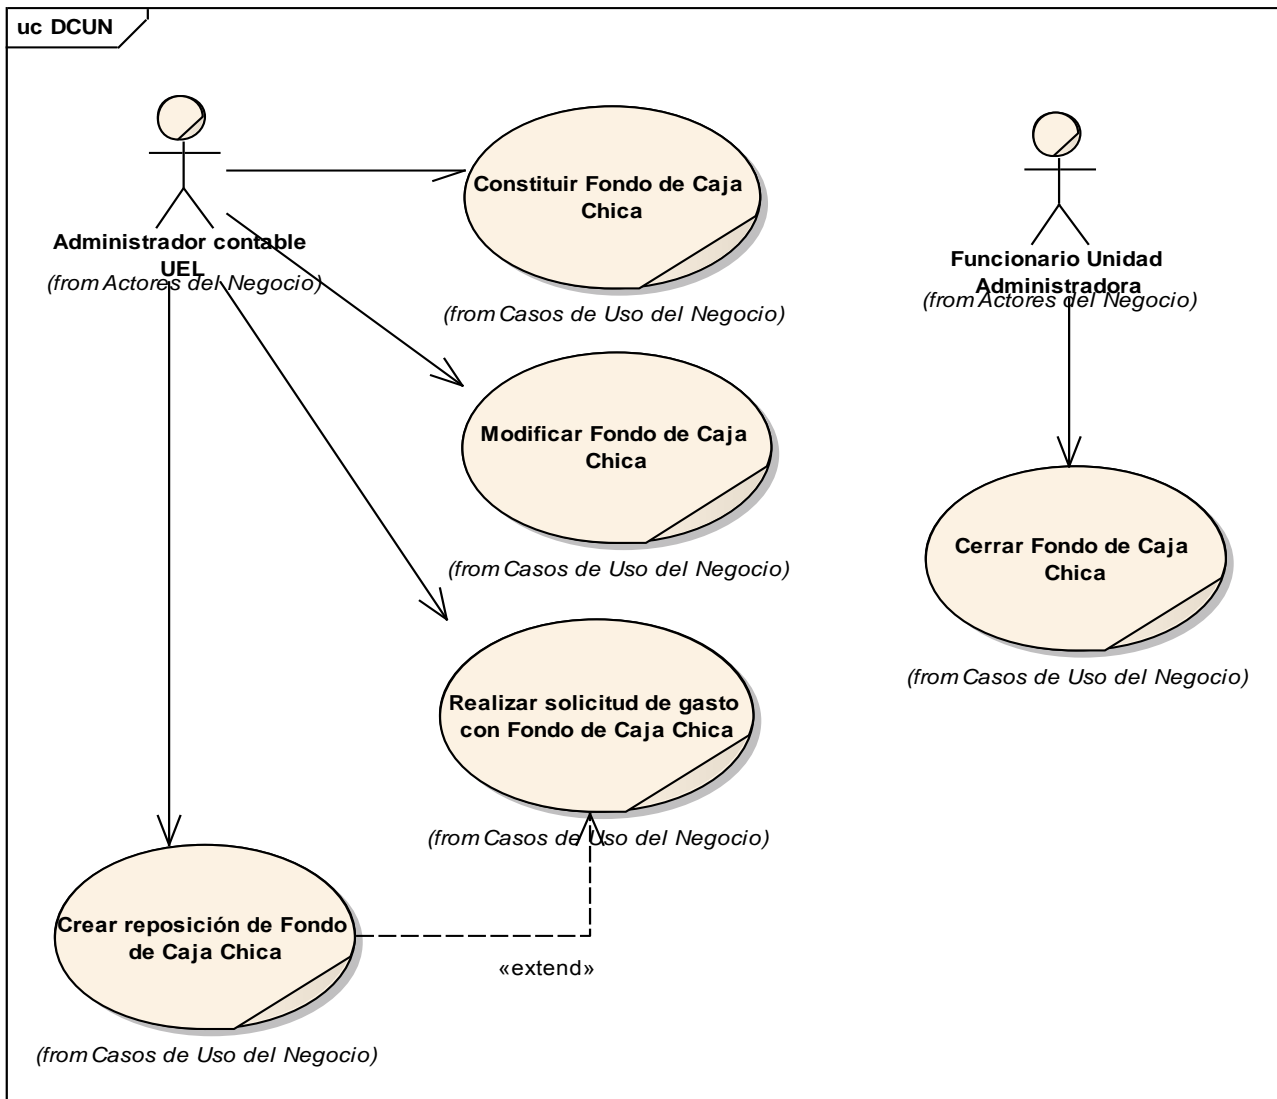 uc DCUN
Administrador contable
UEL
(from Actores del Negocio)
Constituir Fondo de Caja
Chica
(from Casos de Uso del Negocio)
Funcionario Unidad
Administradora
(from Actores del Negocio)
Modificar Fondo de Caja
Chica
(from Casos de Uso del Negocio)
Cerrar Fondo de Caja
Chica
(from Casos de Uso del Negocio)
Realizar solicitud de gasto
con Fondo de Caja Chica
(from Casos de Uso del Negocio)
Crear reposición de Fondo
de Caja Chica
(from Casos de Uso del Negocio)
«extend»